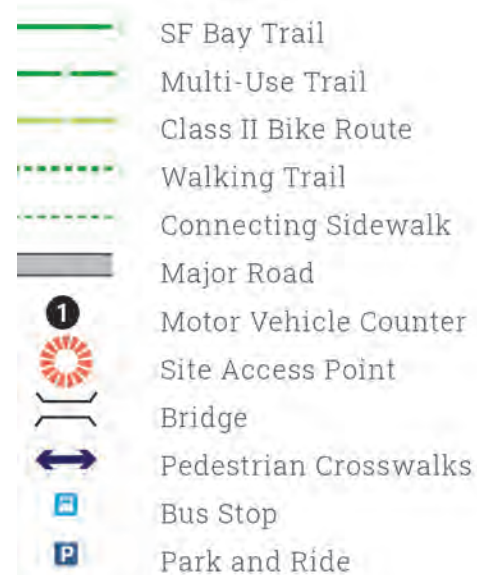 SF Bay Trail
Multi-Use Trail
Class II Bike Route
Walking Trail
Connecting Sidewalk
Major Road
1 Motor Vehicle Counter
Site Access Point
Bridge
Pedestrian Crosswalks
Bus Stop
P Park and Ride